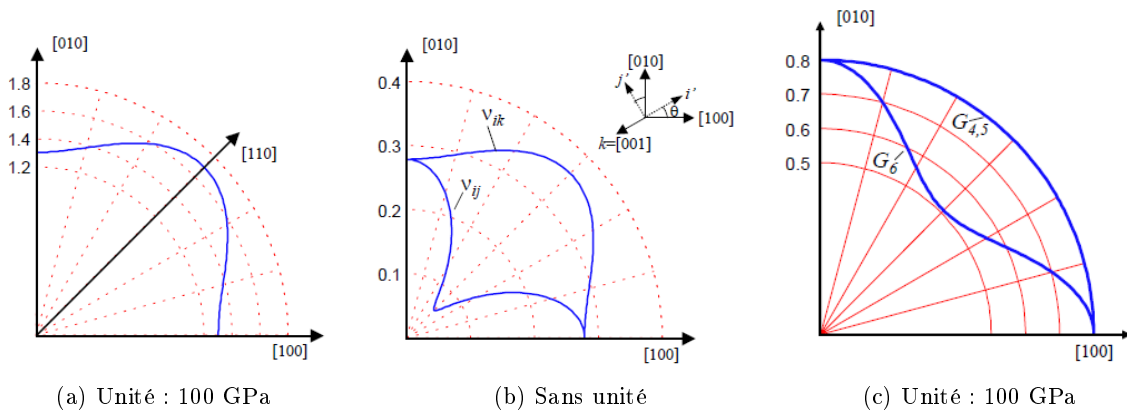 [010]
1.8
1.6
1.4
1.2
[110]
[100]
(a) Unité : 100 GPa
[010]
0.4
0.3
0.2
0.1
ν_ik
ν_ij
[010]
j'
i'
θ
[100]
k=[001]
[100]
(b) Sans unité
[010]
0.8
0.7
0.6
0.5
G_4,5
G_6
[100]
(c) Unité : 100 GPa